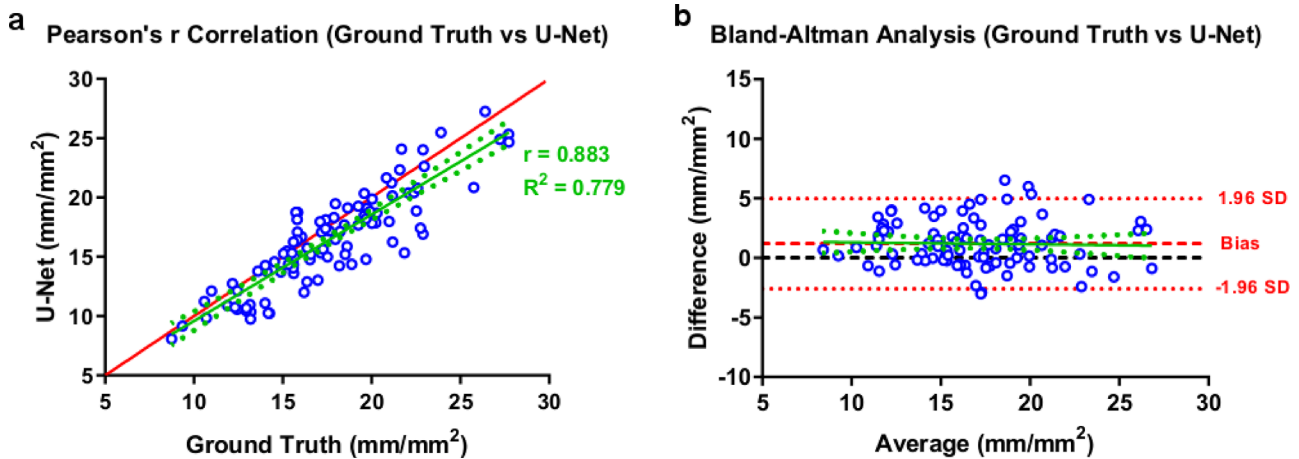 a
Pearson's r Correlation (Ground Truth vs U-Net)
30
25
20
15
10
5
U-Net (mm/mm²)
r = 0.883
R² = 0.779
5 10 15 20 25 30
Ground Truth (mm/mm²)
b
Bland-Altman Analysis (Ground Truth vs U-Net)
15
10
5
0
-5
-10
Difference (mm/mm²)
1.96 SD
Bias
-1.96 SD
5 10 15 20 25 30
Average (mm/mm²)